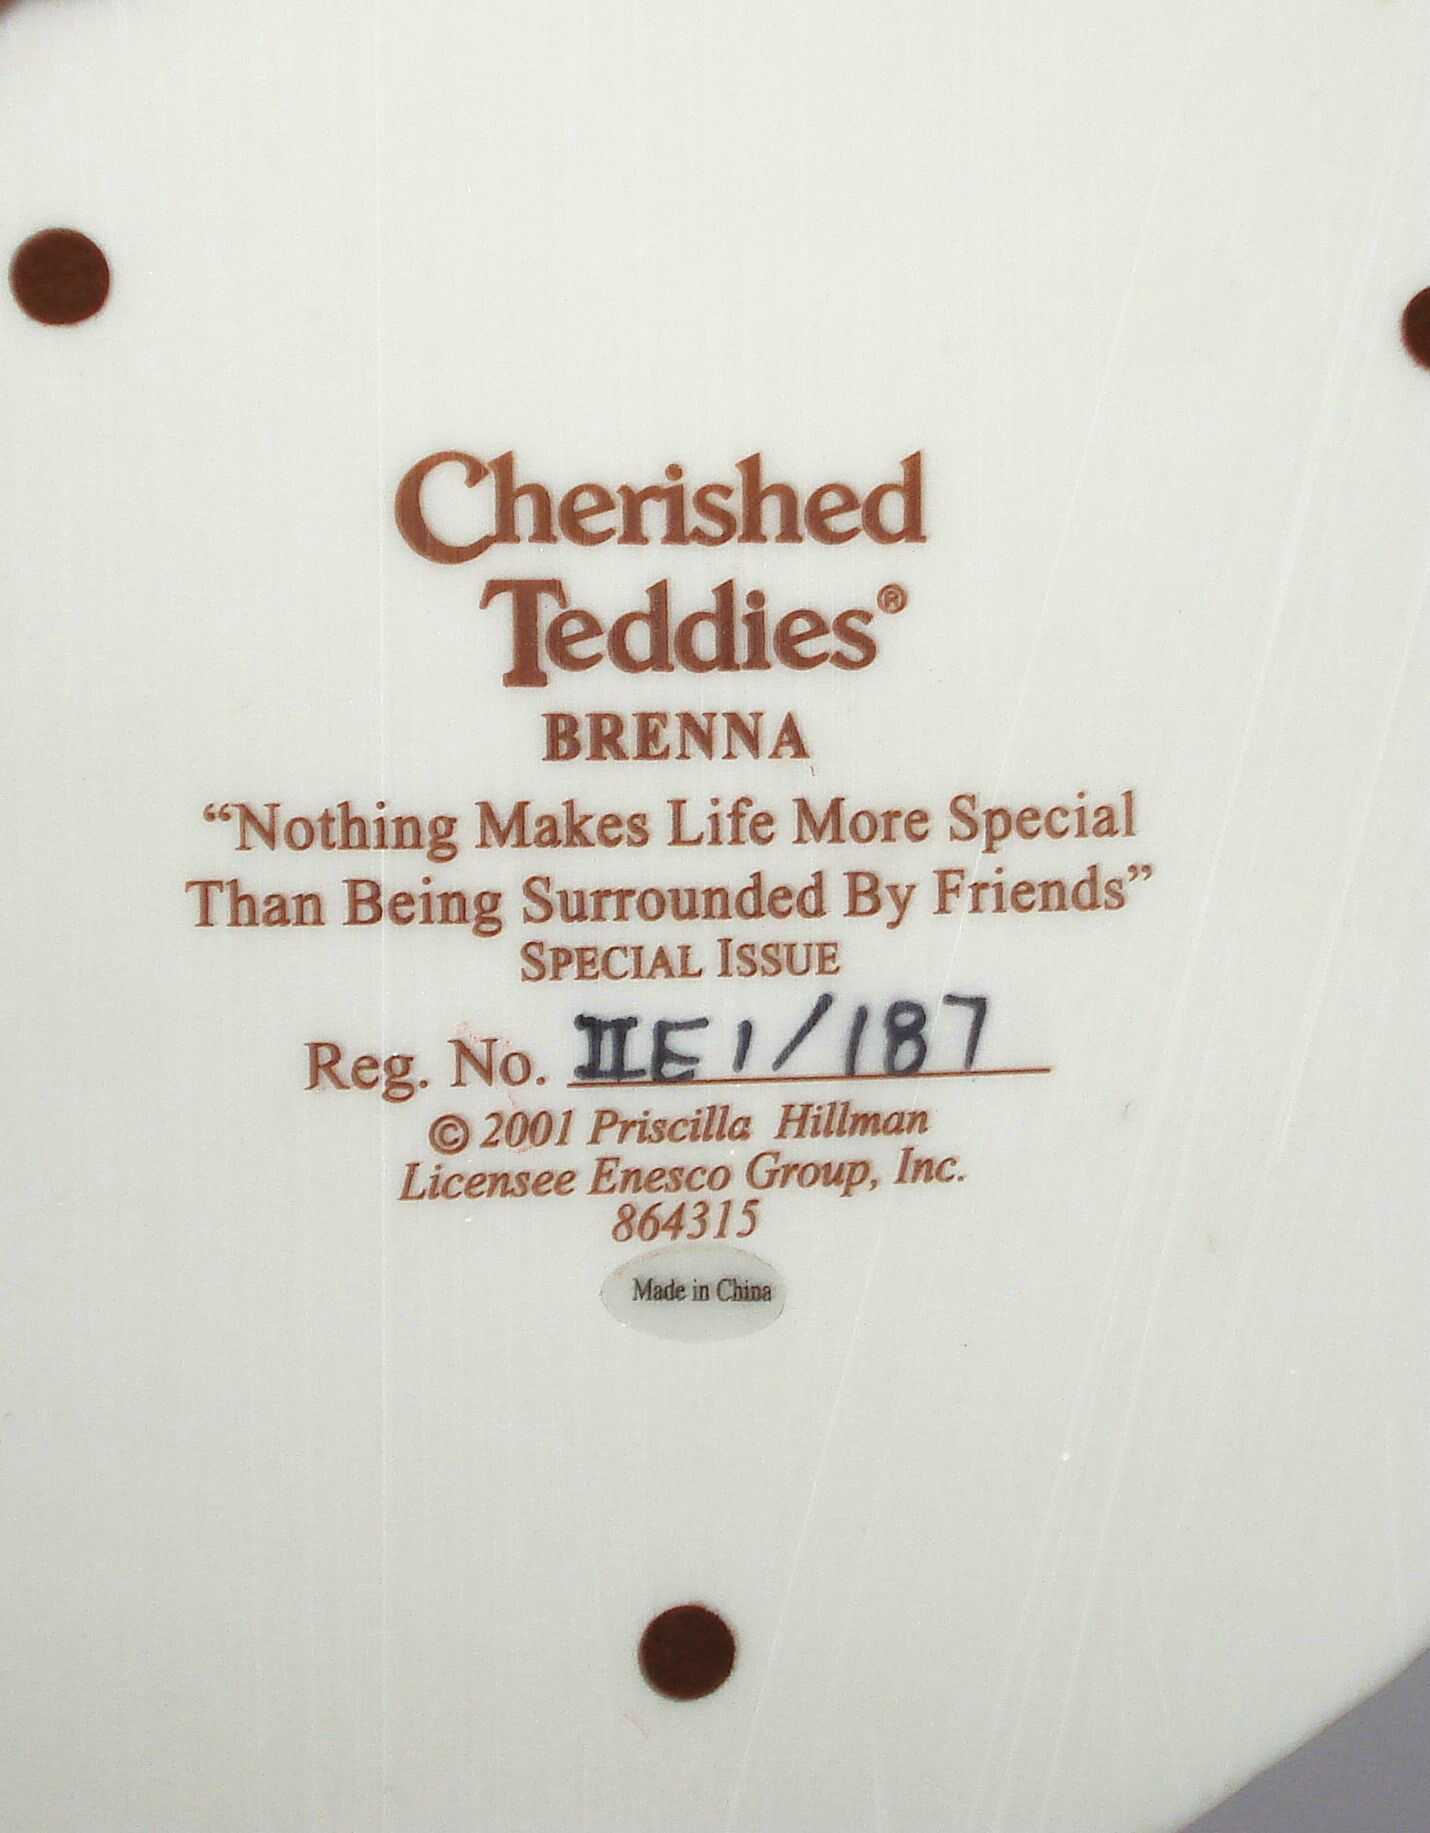 Cherished
Teddies®
BRENNA
“Nothing Makes Life More Special
Than Being Surrounded By Friends”
SPECIAL ISSUE
Reg. No. IIE1/187
© 2001 Priscilla Hillman
Licensee Enesco Group, Inc.
864315
Made in China